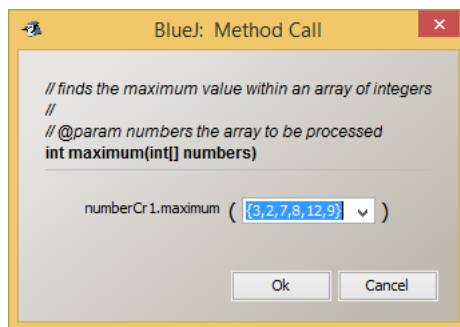 BlueJ: Method Call
// finds the maximum value within an array of integers
//
// @param numbers the array to be processed
int maximum(int[] numbers)
numberCr1.maximum ( {3,2,7,8,12,9} )
Ok Cancel